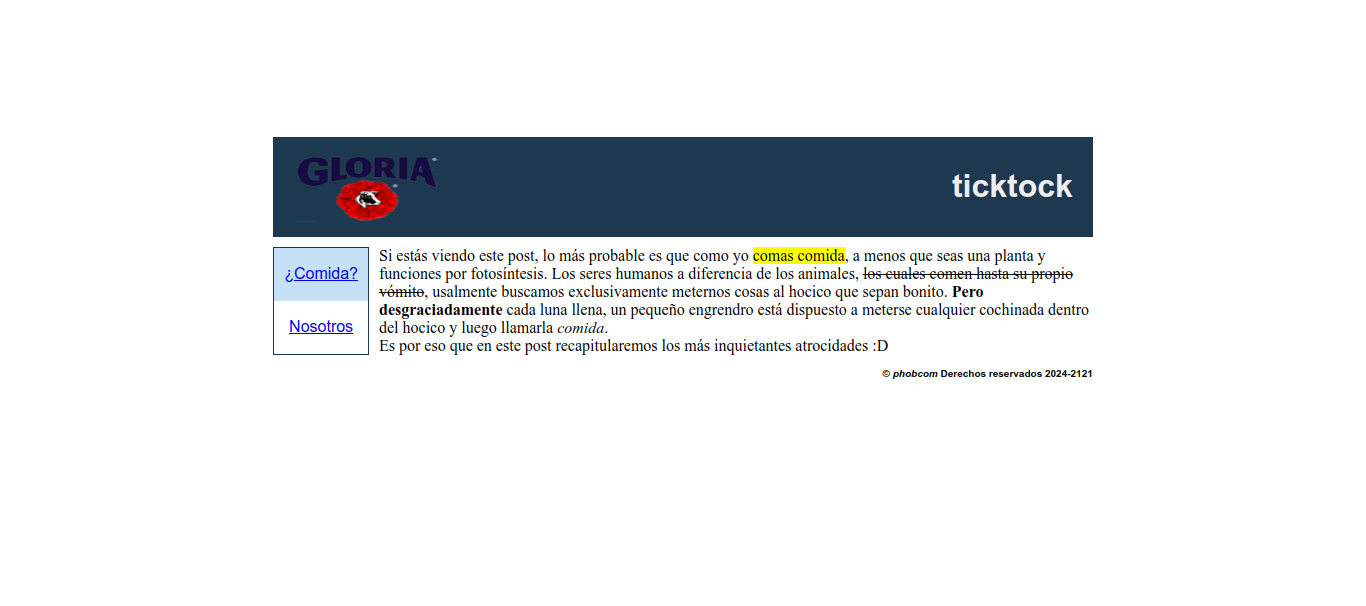 GLORIA
ticktock
¿Comida?
Nosotros
Si estás viendo este post, lo más probable es que como yo comas comida, a menos que seas una planta y
funciones por fotosíntesis. Los seres humanos a diferencia de los animales, los cuales comen hasta su propio
vómito, usalmente buscamos exclusivamente meternos cosas al hocico que sepan bonito. Pero
desgraciadamente cada luna llena, un pequeño engrendro está dispuesto a meterse cualquier cochinada dentro
del hocico y luego llamarla comida.
Es por eso que en este post recapitularemos los más inquietantes atrocidades :D
© phobcom Derechos reservados 2024-2121